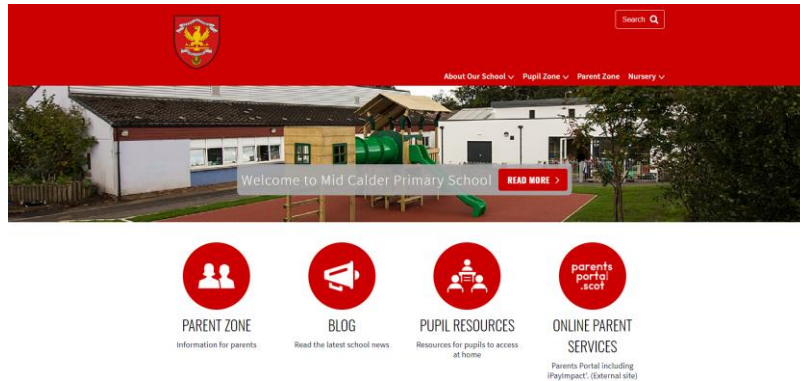 Search
About Our School Pupil Zone Parent Zone Nursery
Welcome to Mid Calder Primary School READ MORE >
parents
portal
.scot
PARENT ZONE
Information for parents
BLOG
Read the latest school news
PUPIL RESOURCES
Resources for pupils to access
at home
ONLINE PARENT
SERVICES
Parents Portal including
iPayImpact'. (External site)